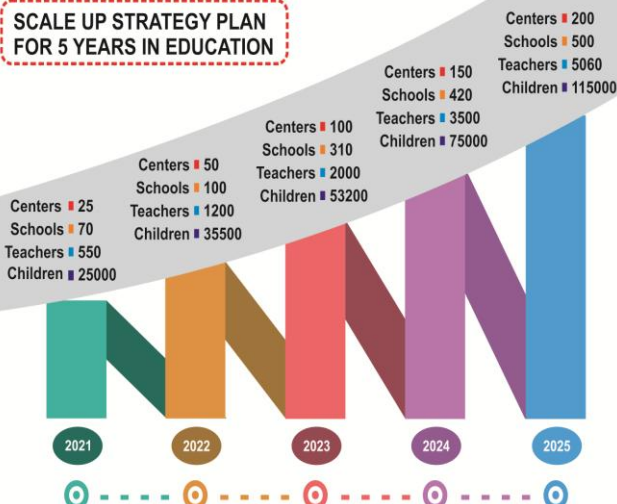 SCALE UP STRATEGY PLAN
FOR 5 YEARS IN EDUCATION
Centers 25
Schools 70
Teachers 550
Children 25000
Centers 50
Schools 100
Teachers 1200
Children 35500
Centers 100
Schools 310
Teachers 2000
Children 53200
Centers 150
Schools 420
Teachers 3500
Children 75000
Centers 200
Schools 500
Teachers 5060
Children 115000
2021
2022
2023
2024
2025